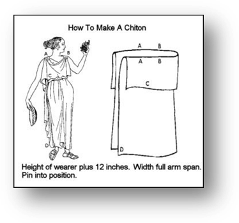 How To Make A Chiton
A B
A B
A B
C
D
D
Height of wearer plus 12 inches. Width full arm span.
Pin into position.